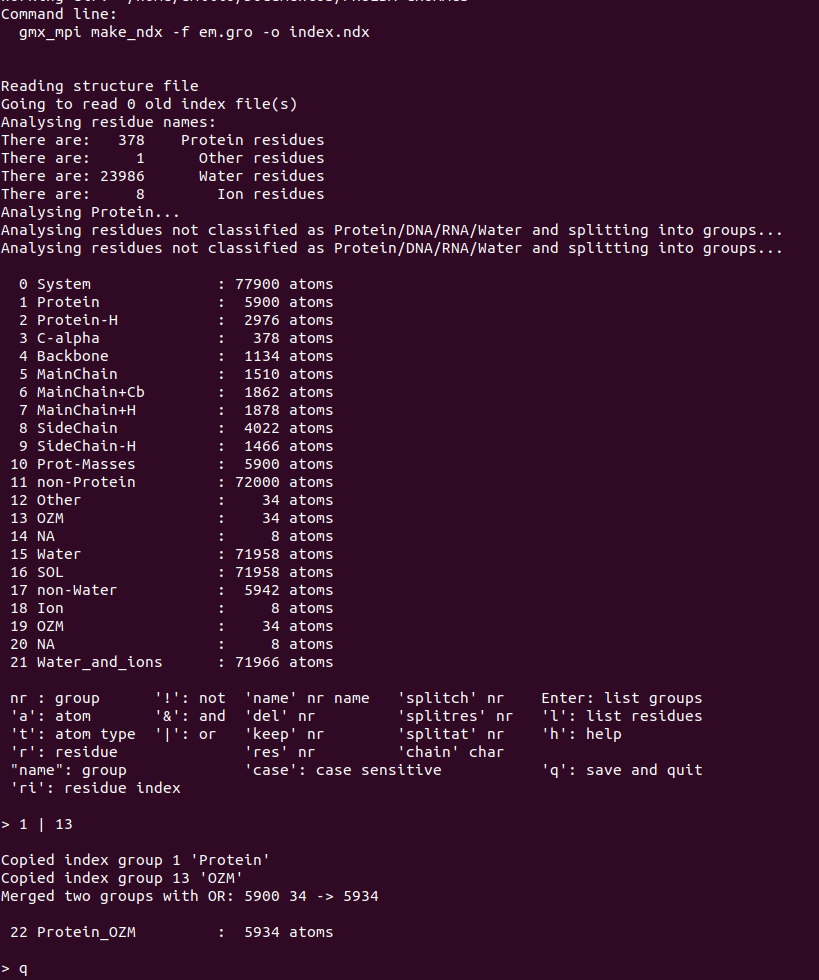 Command line:
  gmx_mpi make_ndx -f em.gro -o index.ndx
Reading structure file
Going to read 0 old index file(s)
Analysing residue names:
There are:   378    Protein residues
There are:     1      Other residues
There are: 23986      Water residues
There are:     8        Ion residues
Analysing Protein...
Analysing residues not classified as Protein/DNA/RNA/Water and splitting into groups...
Analysing residues not classified as Protein/DNA/RNA/Water and splitting into groups...
  0 System              : 77900 atoms
  1 Protein             :  5900 atoms
  2 Protein-H           :  2976 atoms
  3 C-alpha             :   378 atoms
  4 Backbone            :  1134 atoms
  5 MainChain           :  1510 atoms
  6 MainChain+Cb        :  1862 atoms
  7 MainChain+H         :  1878 atoms
  8 SideChain           :  4022 atoms
  9 SideChain-H         :  1466 atoms
 10 Prot-Masses         :  5900 atoms
 11 non-Protein         : 72000 atoms
 12 Other               :    34 atoms
 13 OZM                 :    34 atoms
 14 NA                  :     8 atoms
 15 Water               : 71958 atoms
 16 SOL                 : 71958 atoms
 17 non-Water           :  5942 atoms
 18 Ion                 :     8 atoms
 19 OZM                 :    34 atoms
 20 NA                  :     8 atoms
 21 Water_and_ions      : 71966 atoms
 nr : group      '!': not  'name' nr name   'splitch' nr    Enter: list groups
 'a': atom       '&': and  'del' nr         'splitres' nr   'l': list residues
 't': atom type  '|': or   'keep' nr        'splitat' nr    'h': help
 'r': residue              'res' nr         'chain' char
 "name": group             'case': case sensitive           'q': save and quit
 'ri': residue index
> 1 | 13
Copied index group 1 'Protein'
Copied index group 13 'OZM'
Merged two groups with OR: 5900 34 -> 5934
 22 Protein_OZM         :  5934 atoms
> q